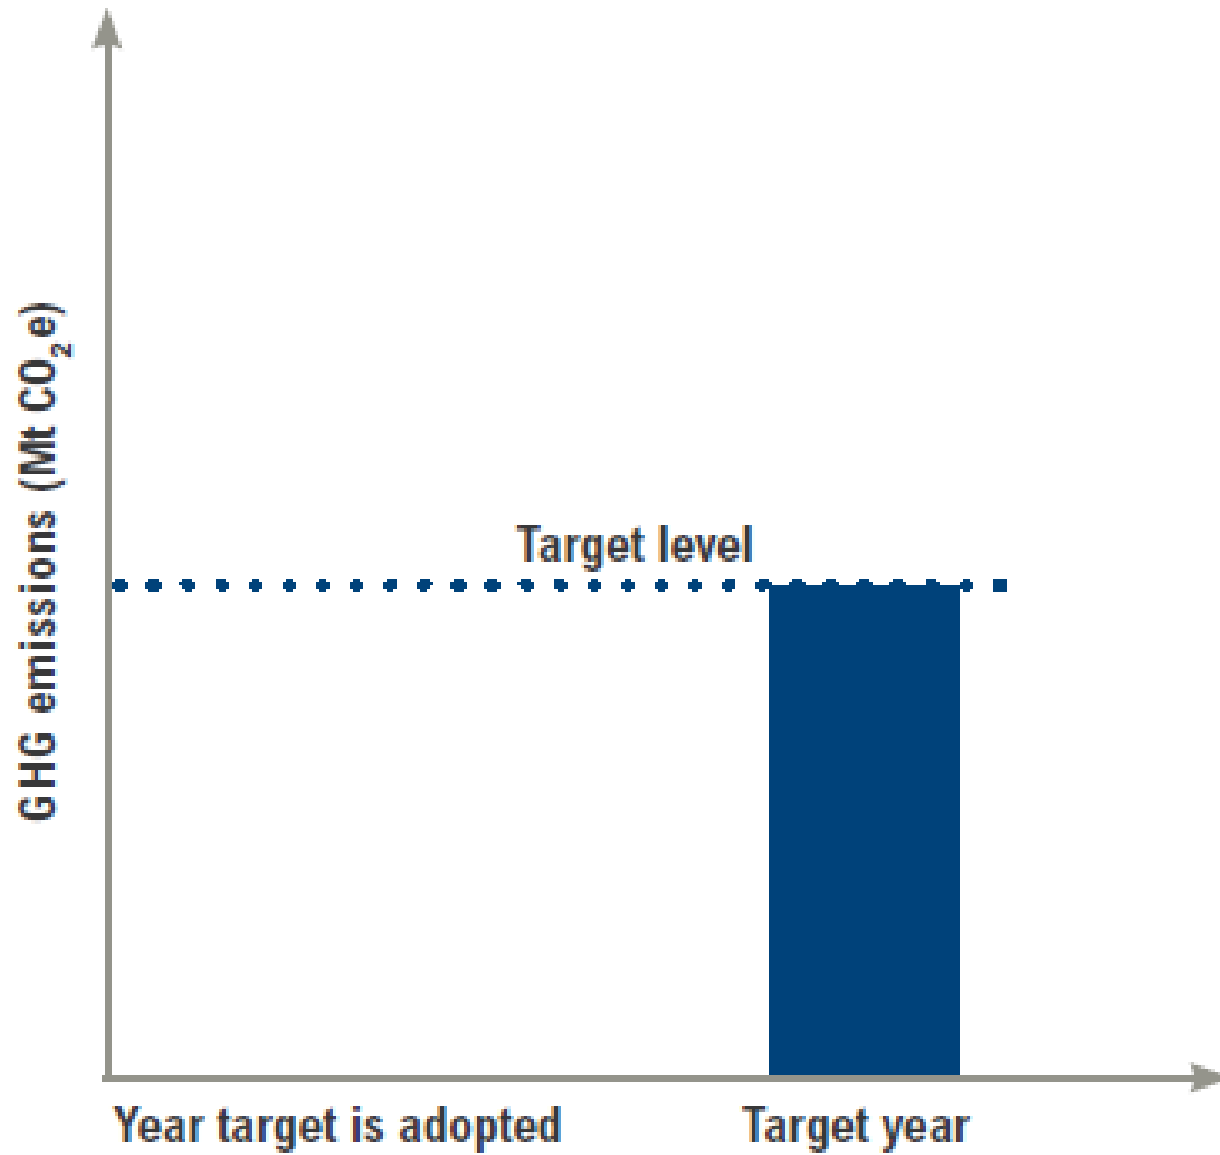 GHG emissions (Mt CO₂e)
Target level
Year target is adopted
Target year